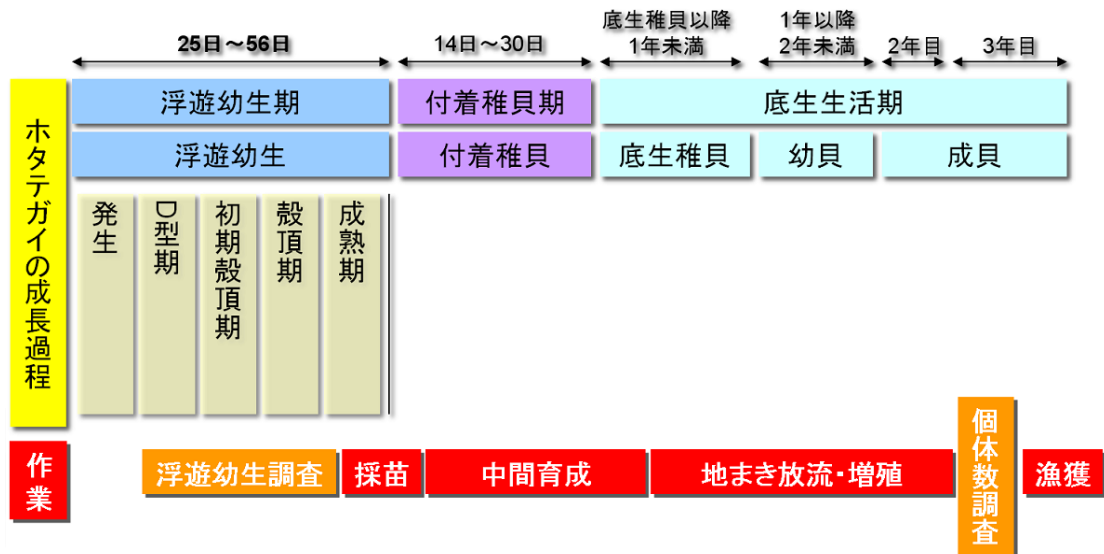 25日～56日
14日～30日
底生稚貝以降
1年未満
1年以降
2年未満
2年目
3年目
ホタテガイの成長過程
浮遊幼生期
付着稚貝期
底生生活期
浮遊幼生
付着稚貝
底生稚貝
幼貝
成貝
発生
D型期
初期殻頂期
殻頂期
成熟期
作業
浮遊幼生調査
採苗
中間育成
地まき放流・増殖
個体数調査
漁獲